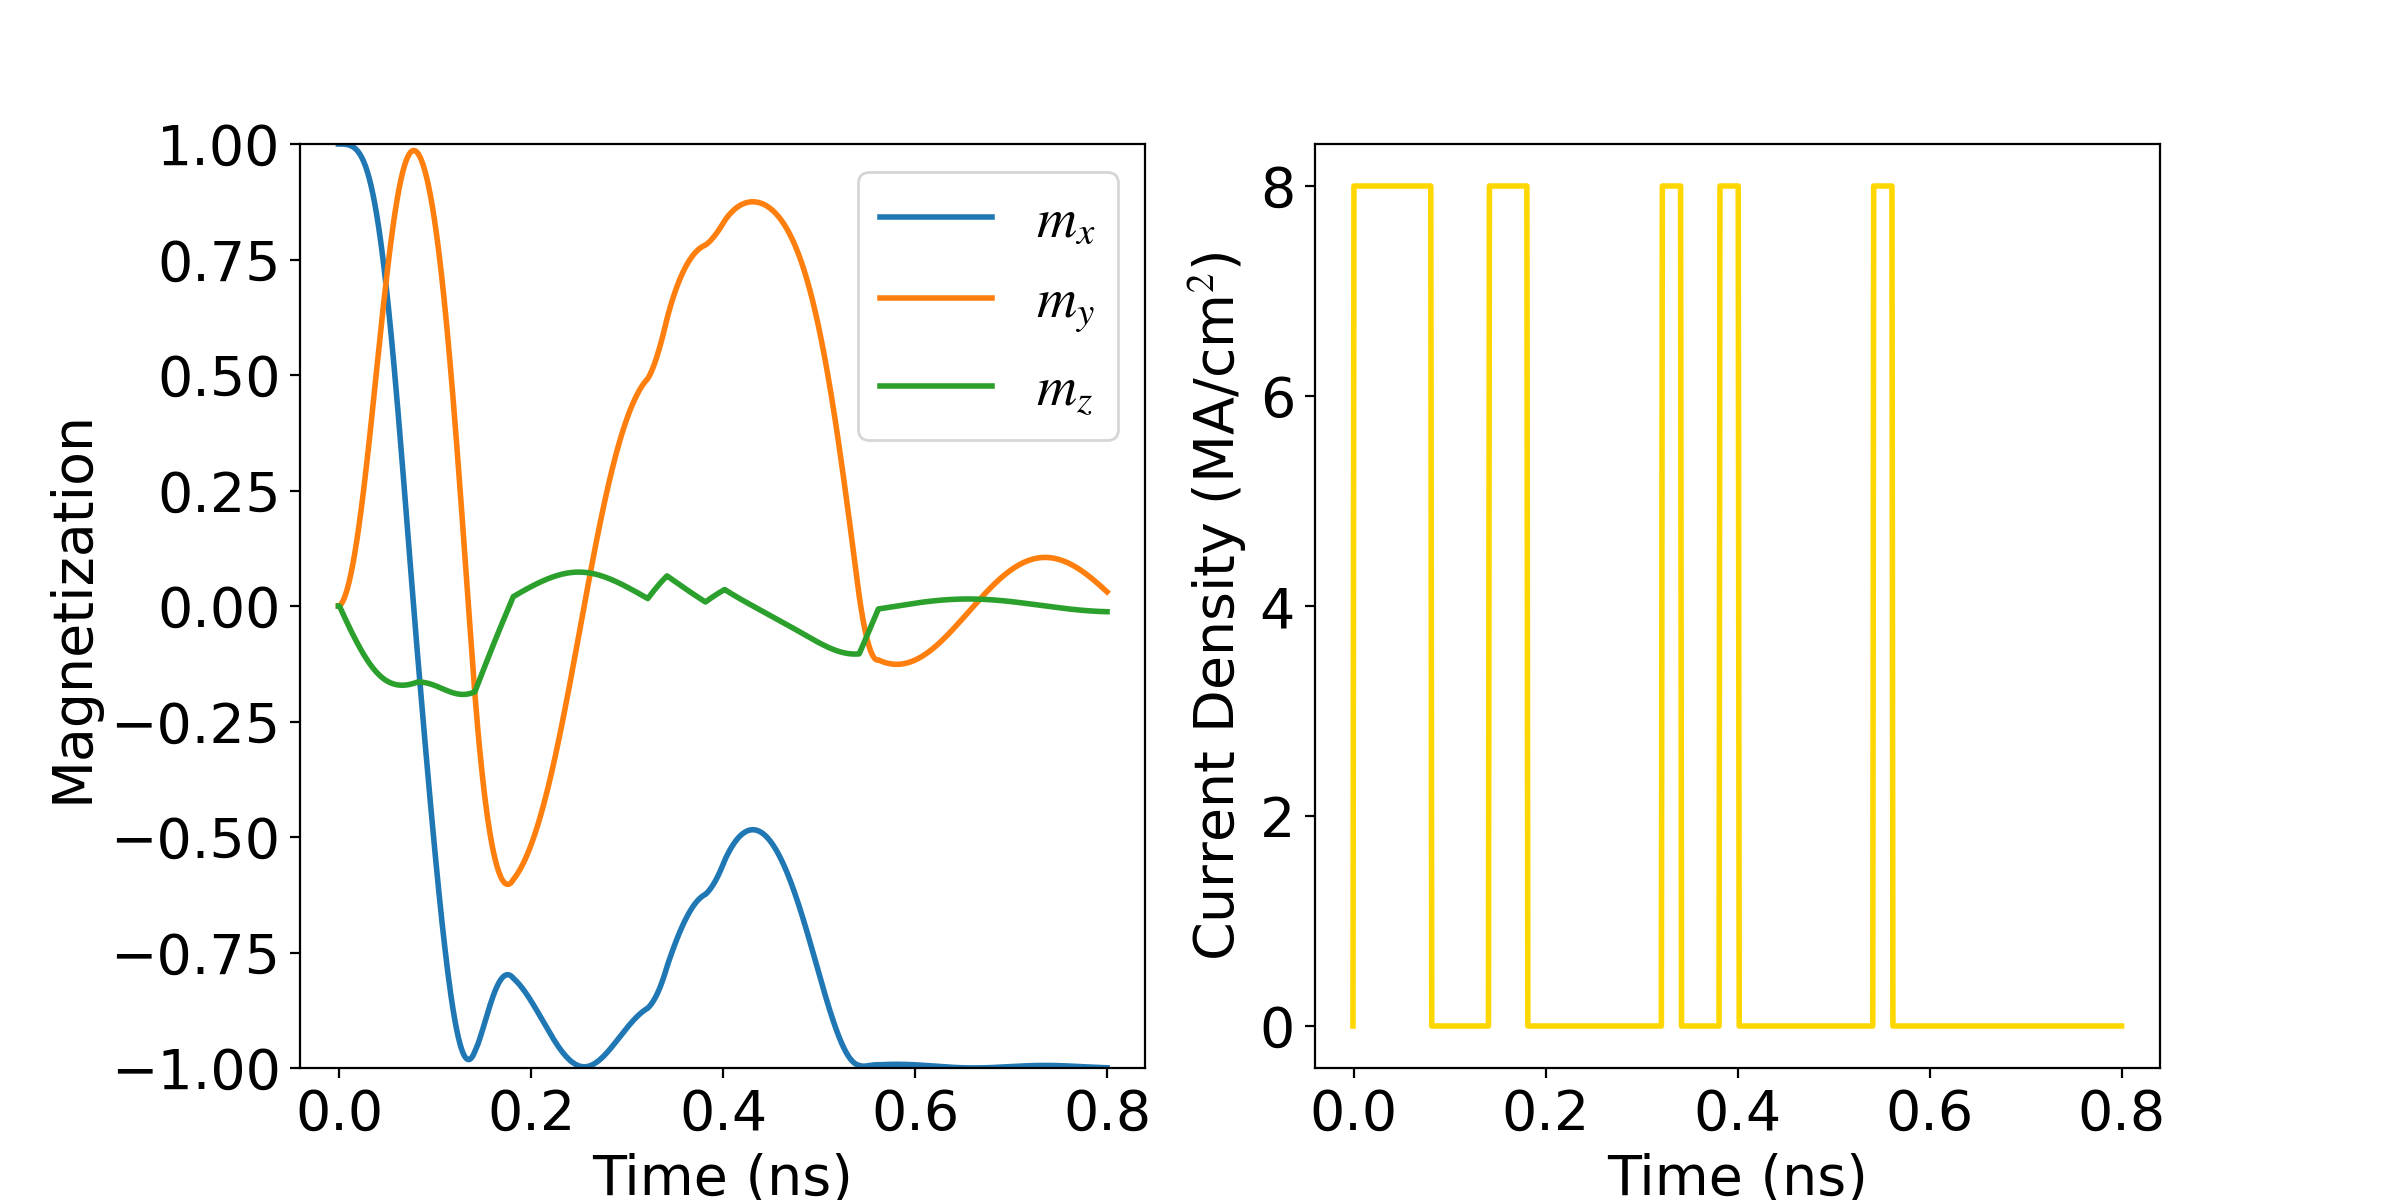 1.00
0.75
0.50
0.25
0.00
−0.25
−0.50
−0.75
−1.00
Magnetization
0.0 0.2 0.4 0.6 0.8
Time (ns)
m_x
m_y
m_z
8
6
4
2
0
Current Density (MA/cm²)
0.0 0.2 0.4 0.6 0.8
Time (ns)